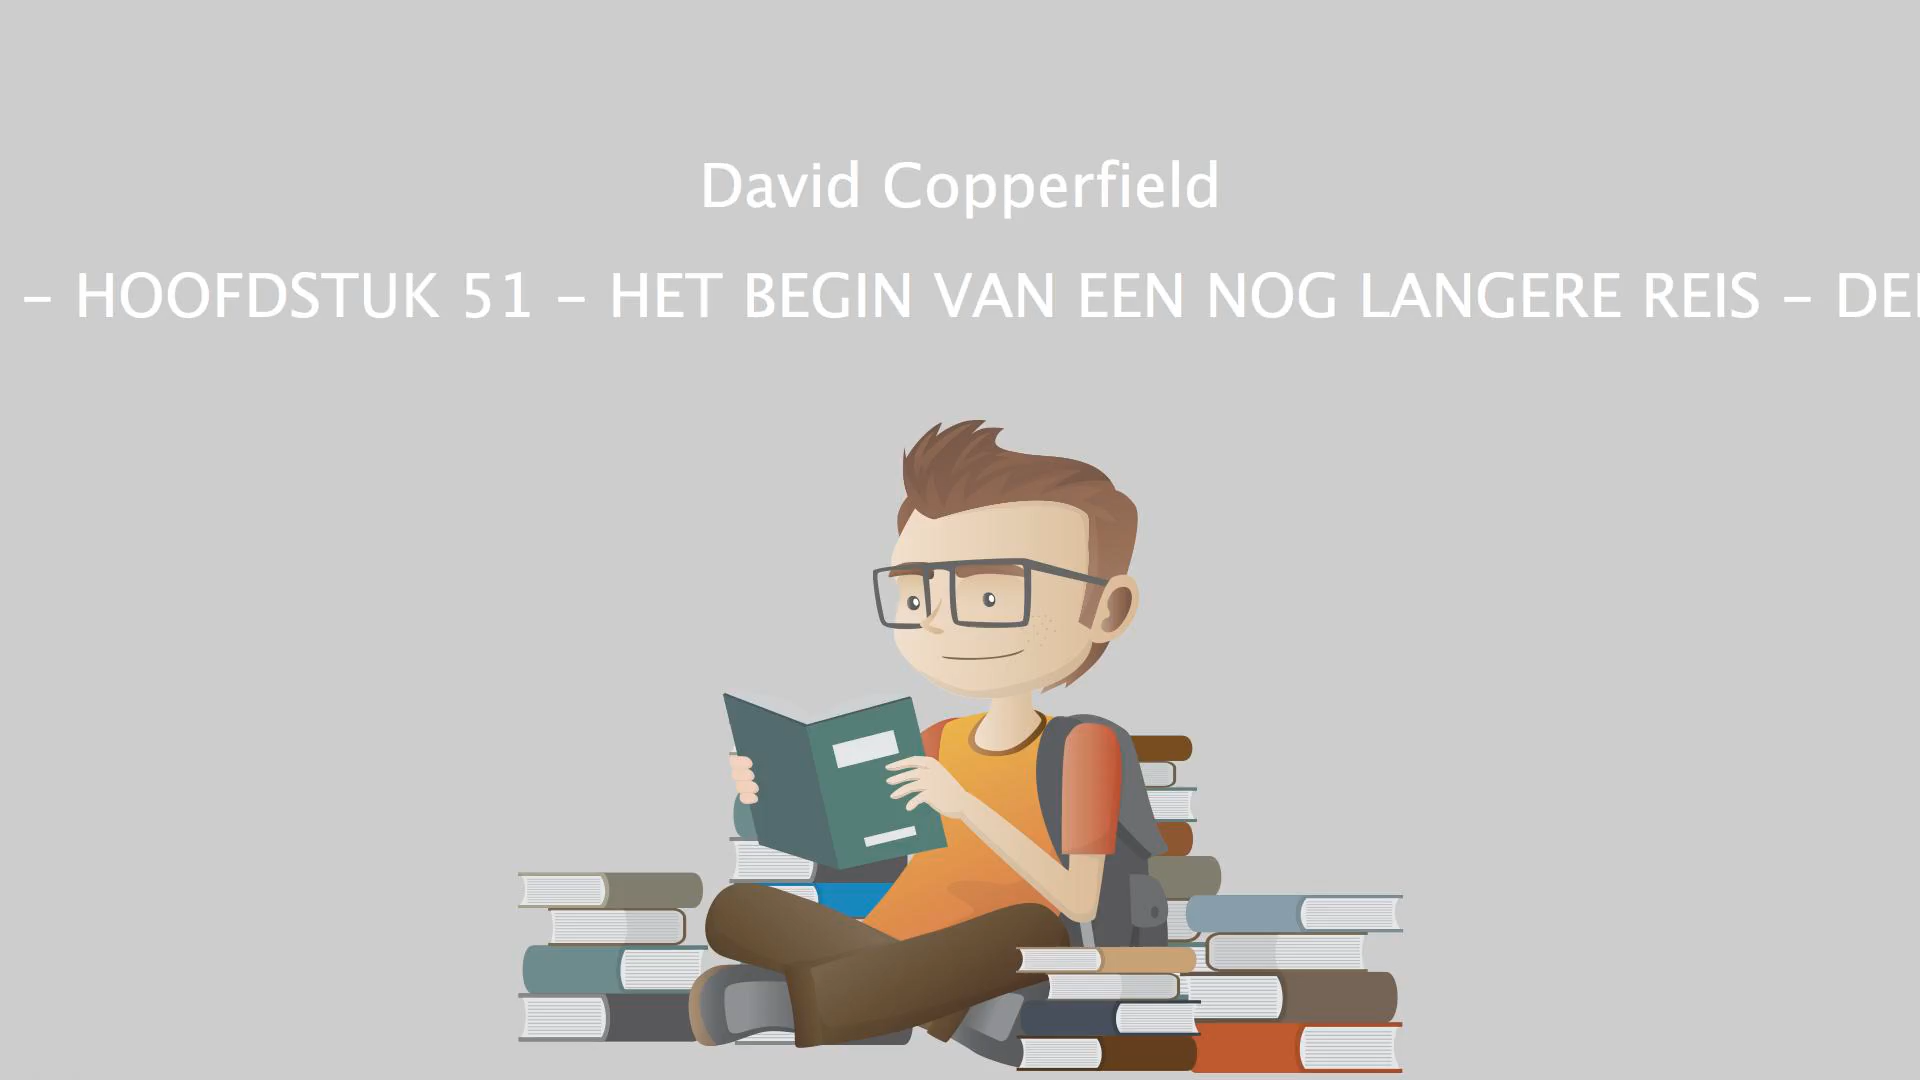 David Copperfield
– HOOFDSTUK 51 – HET BEGIN VAN EEN NOG LANGERE REIS –